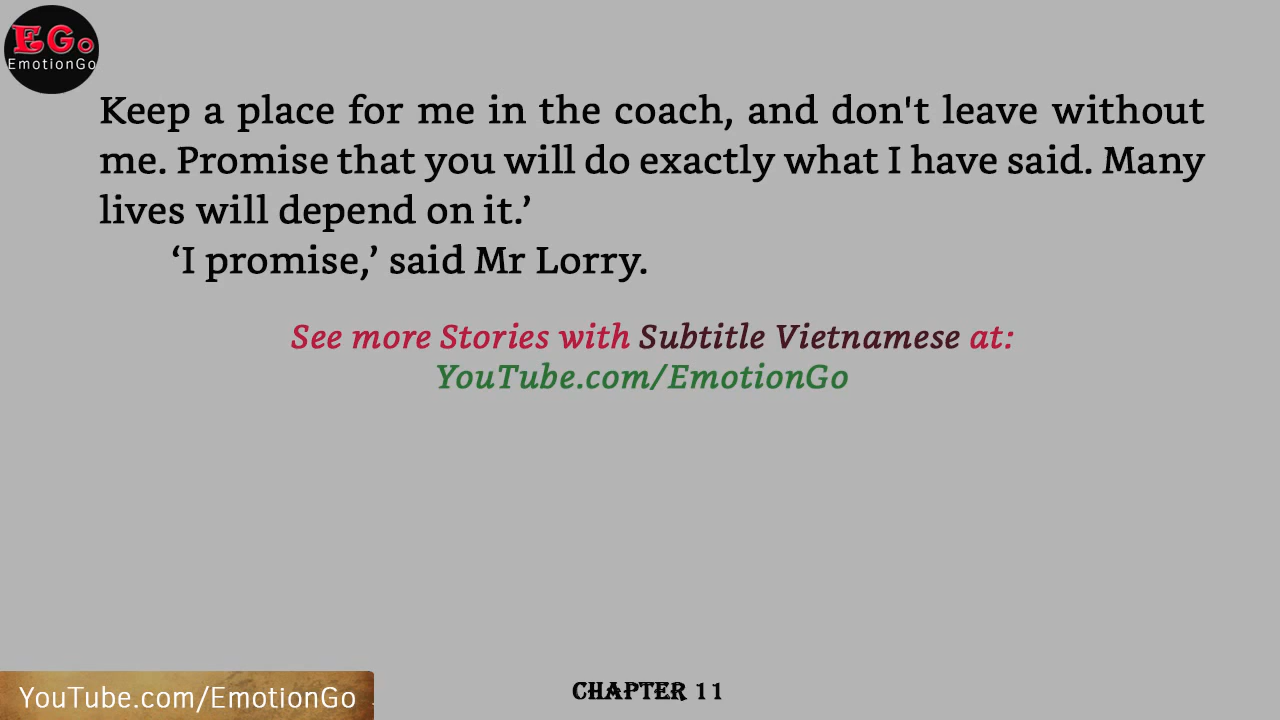 EGo
EmotionGo
Keep a place for me in the coach, and don't leave without
me. Promise that you will do exactly what I have said. Many
lives will depend on it.’
‘I promise,’ said Mr Lorry.
See more Stories with Subtitle Vietnamese at:
YouTube.com/EmotionGo
YouTube.com/EmotionGo
CHAPTER 11